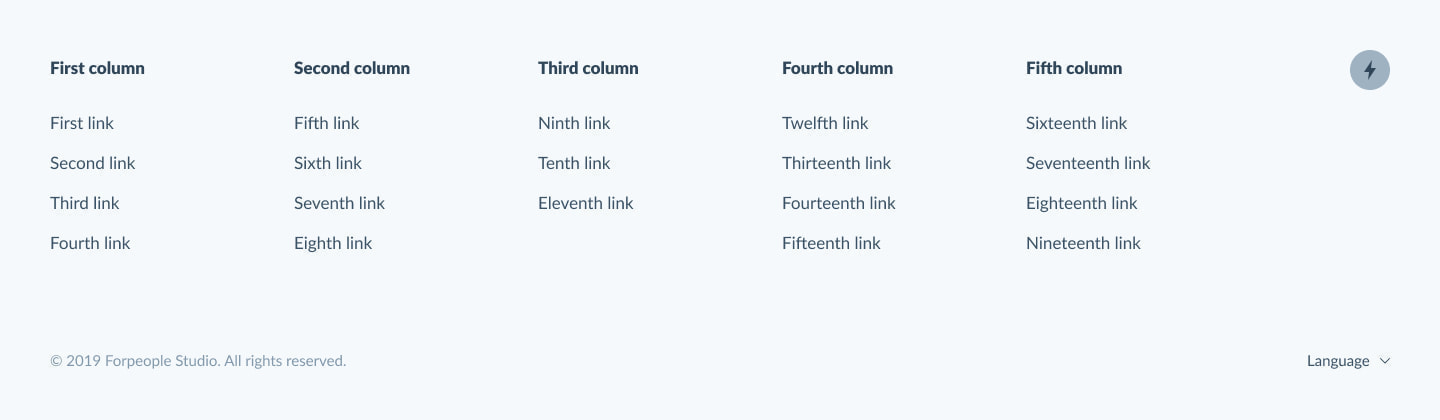 First column
First link
Second link
Third link
Fourth link
Second column
Fifth link
Sixth link
Seventh link
Eighth link
Third column
Ninth link
Tenth link
Eleventh link
Fourth column
Twelfth link
Thirteenth link
Fourteenth link
Fifteenth link
Fifth column
Sixteenth link
Seventeenth link
Eighteenth link
Nineteenth link
© 2019 Forpeople Studio. All rights reserved.
Language